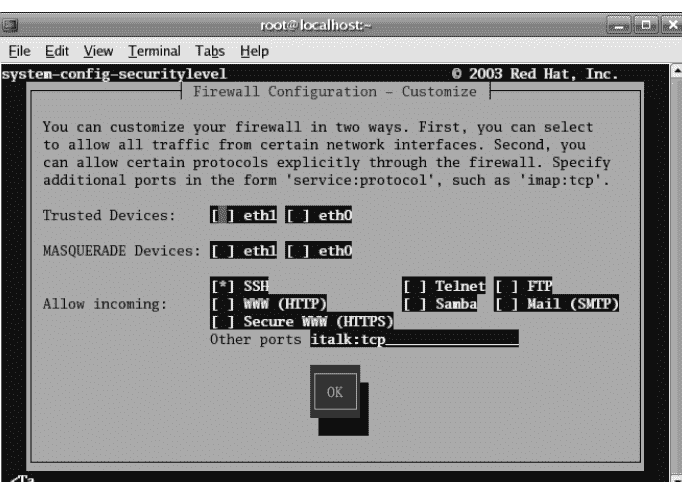 root@localhost:~
File Edit View Terminal Tabs Help
system-config-securitylevel © 2003 Red Hat, Inc.
Firewall Configuration - Customize
You can customize your firewall in two ways. First, you can select
to allow all traffic from certain network interfaces. Second, you
can allow certain protocols explicitly through the firewall. Specify
additional ports in the form 'service:protocol', such as 'imap:tcp'.
Trusted Devices: [ ] eth1 [ ] eth0
MASQUERADE Devices: [ ] eth1 [ ] eth0
[*] SSH [ ] Telnet [ ] FTP
Allow incoming: [ ] WWW (HTTP) [ ] Samba [ ] Mail (SMTP)
[ ] Secure WWW (HTTPS)
Other ports italk:tcp
OK
<Ta